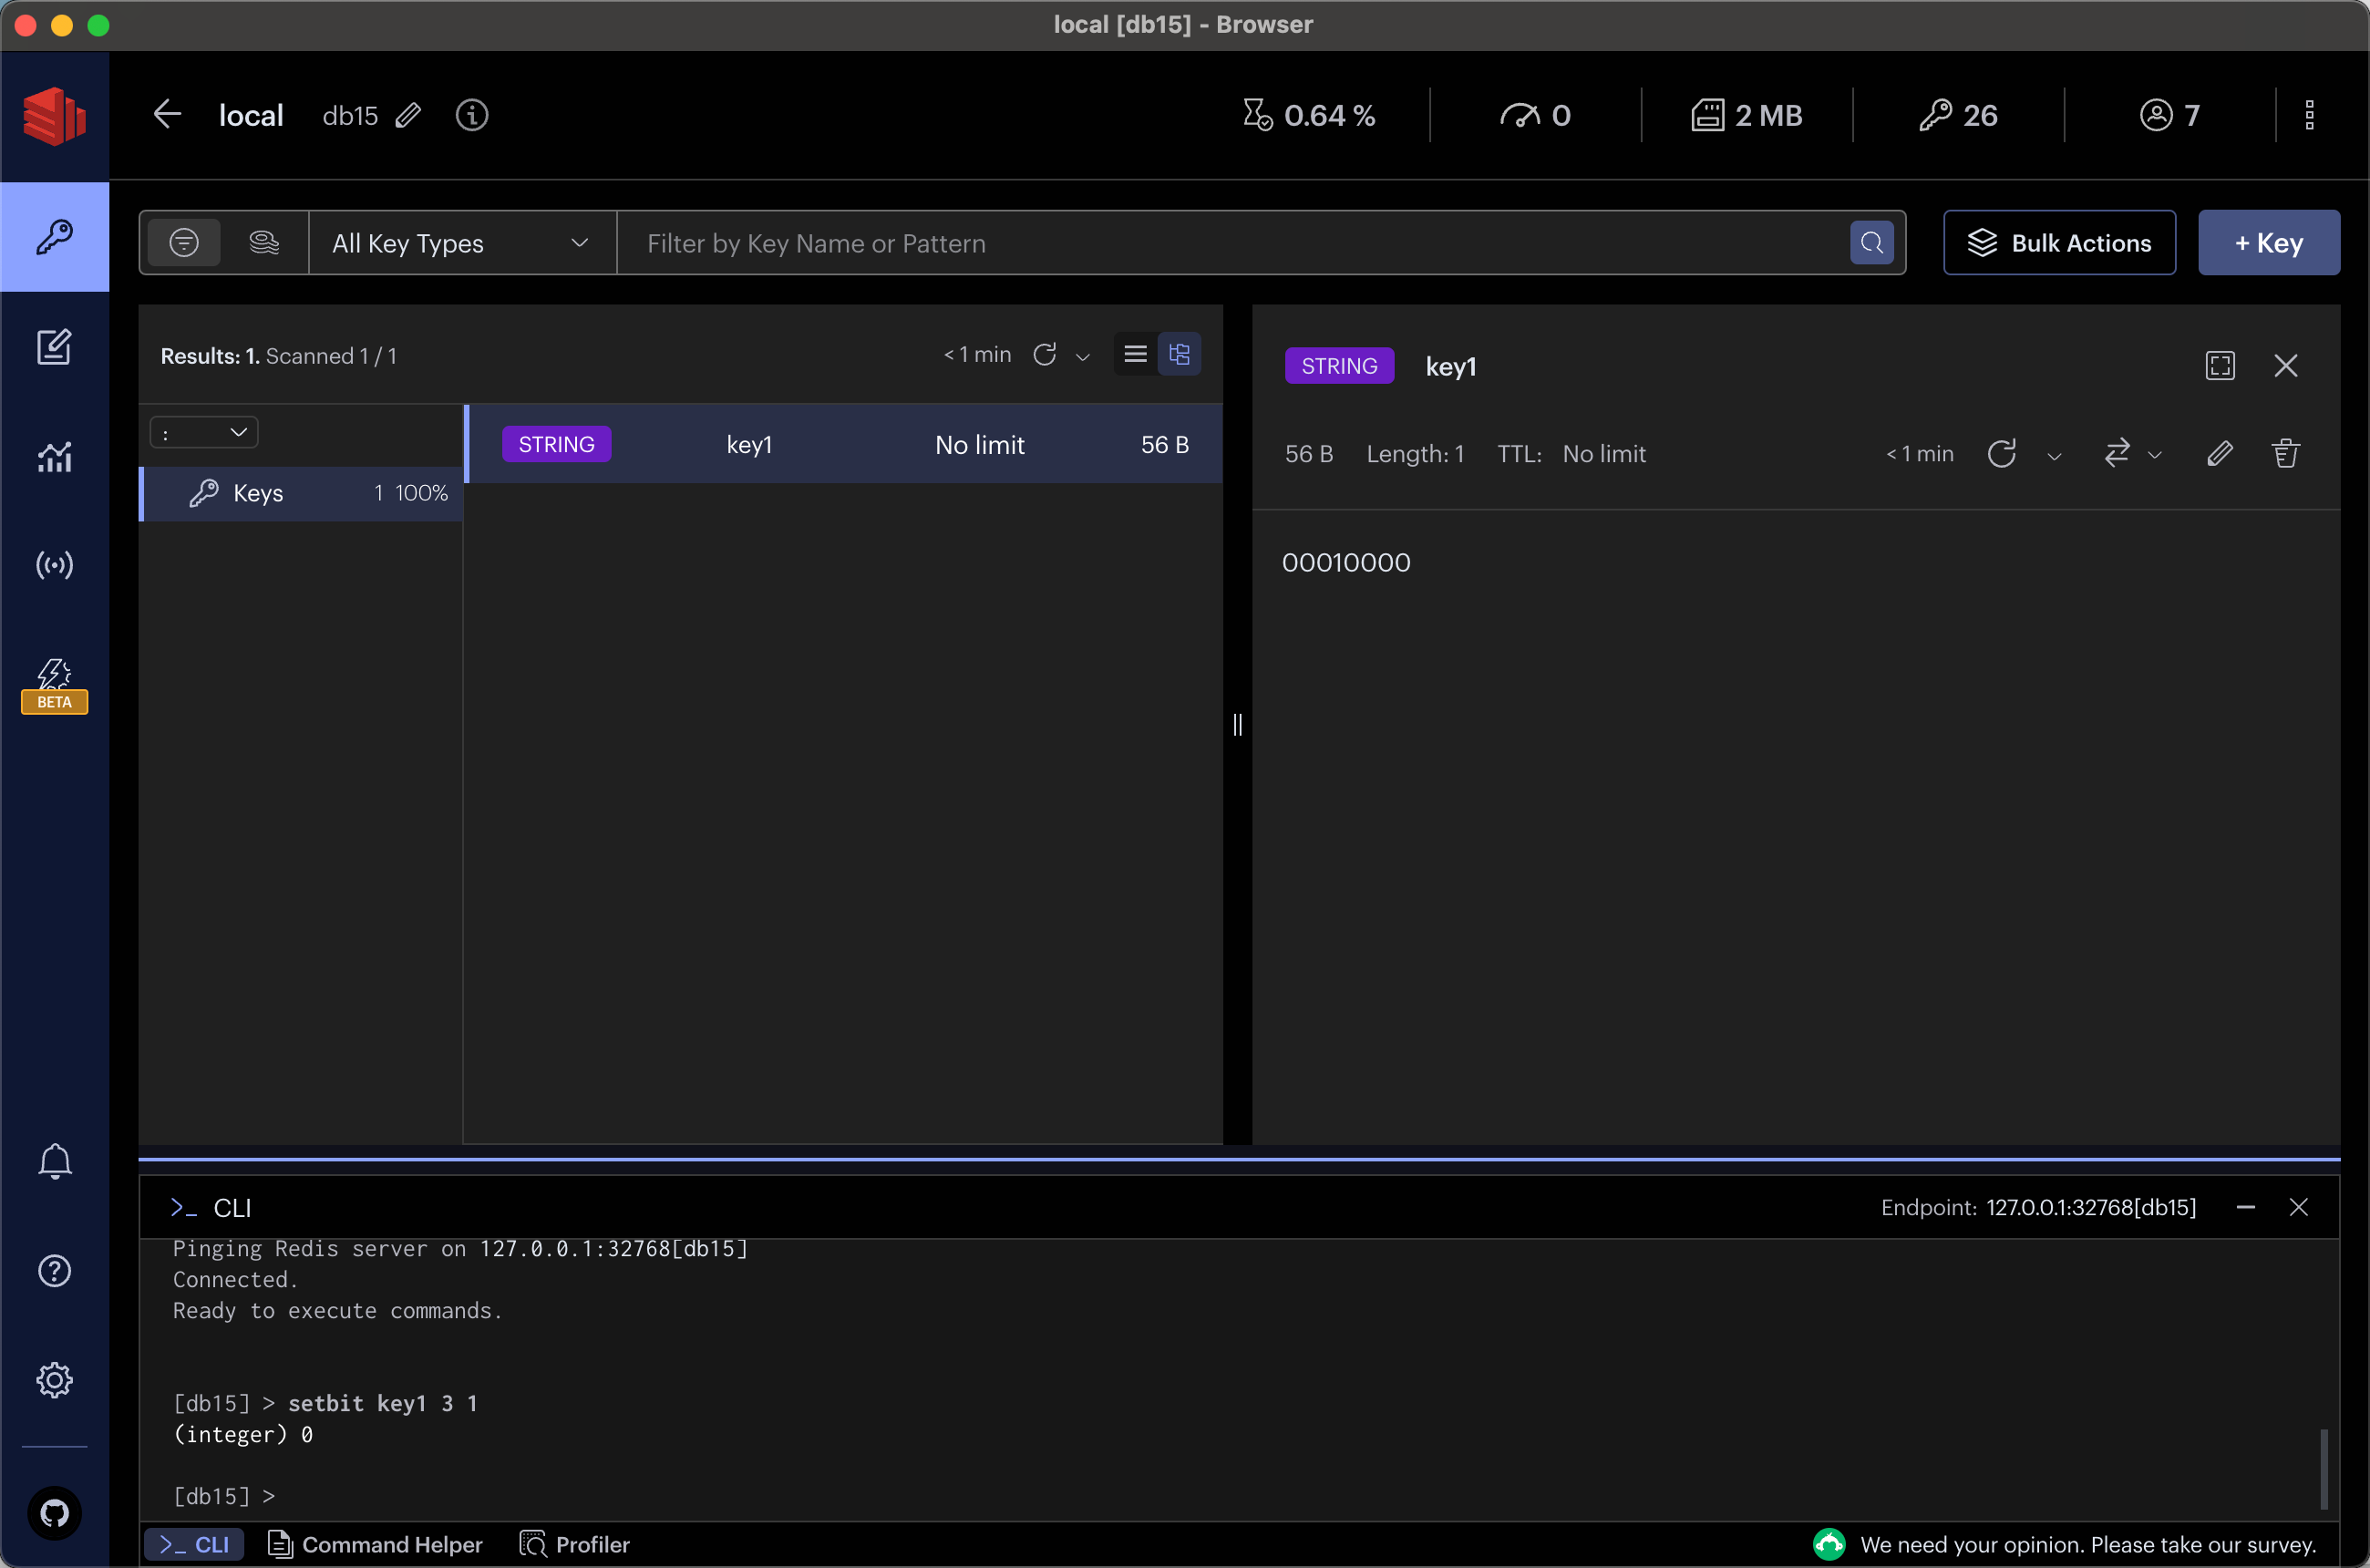 local [db15] - Browser
local db15 0.64 % 0 2 MB 26 7
All Key Types Filter by Key Name or Pattern Bulk Actions + Key
Results: 1. Scanned 1 / 1 < 1 min
STRING key1
: STRING key1 No limit 56 B
56 B Length: 1 TTL: No limit < 1 min
Keys 1 100%
00010000
BETA
>_ CLI Endpoint: 127.0.0.1:32768[db15]
Pinging Redis server on 127.0.0.1:32768[db15]
Connected.
Ready to execute commands.
[db15] > setbit key1 3 1
(integer) 0
[db15] >
>_ CLI Command Helper Profiler We need your opinion. Please take our survey.